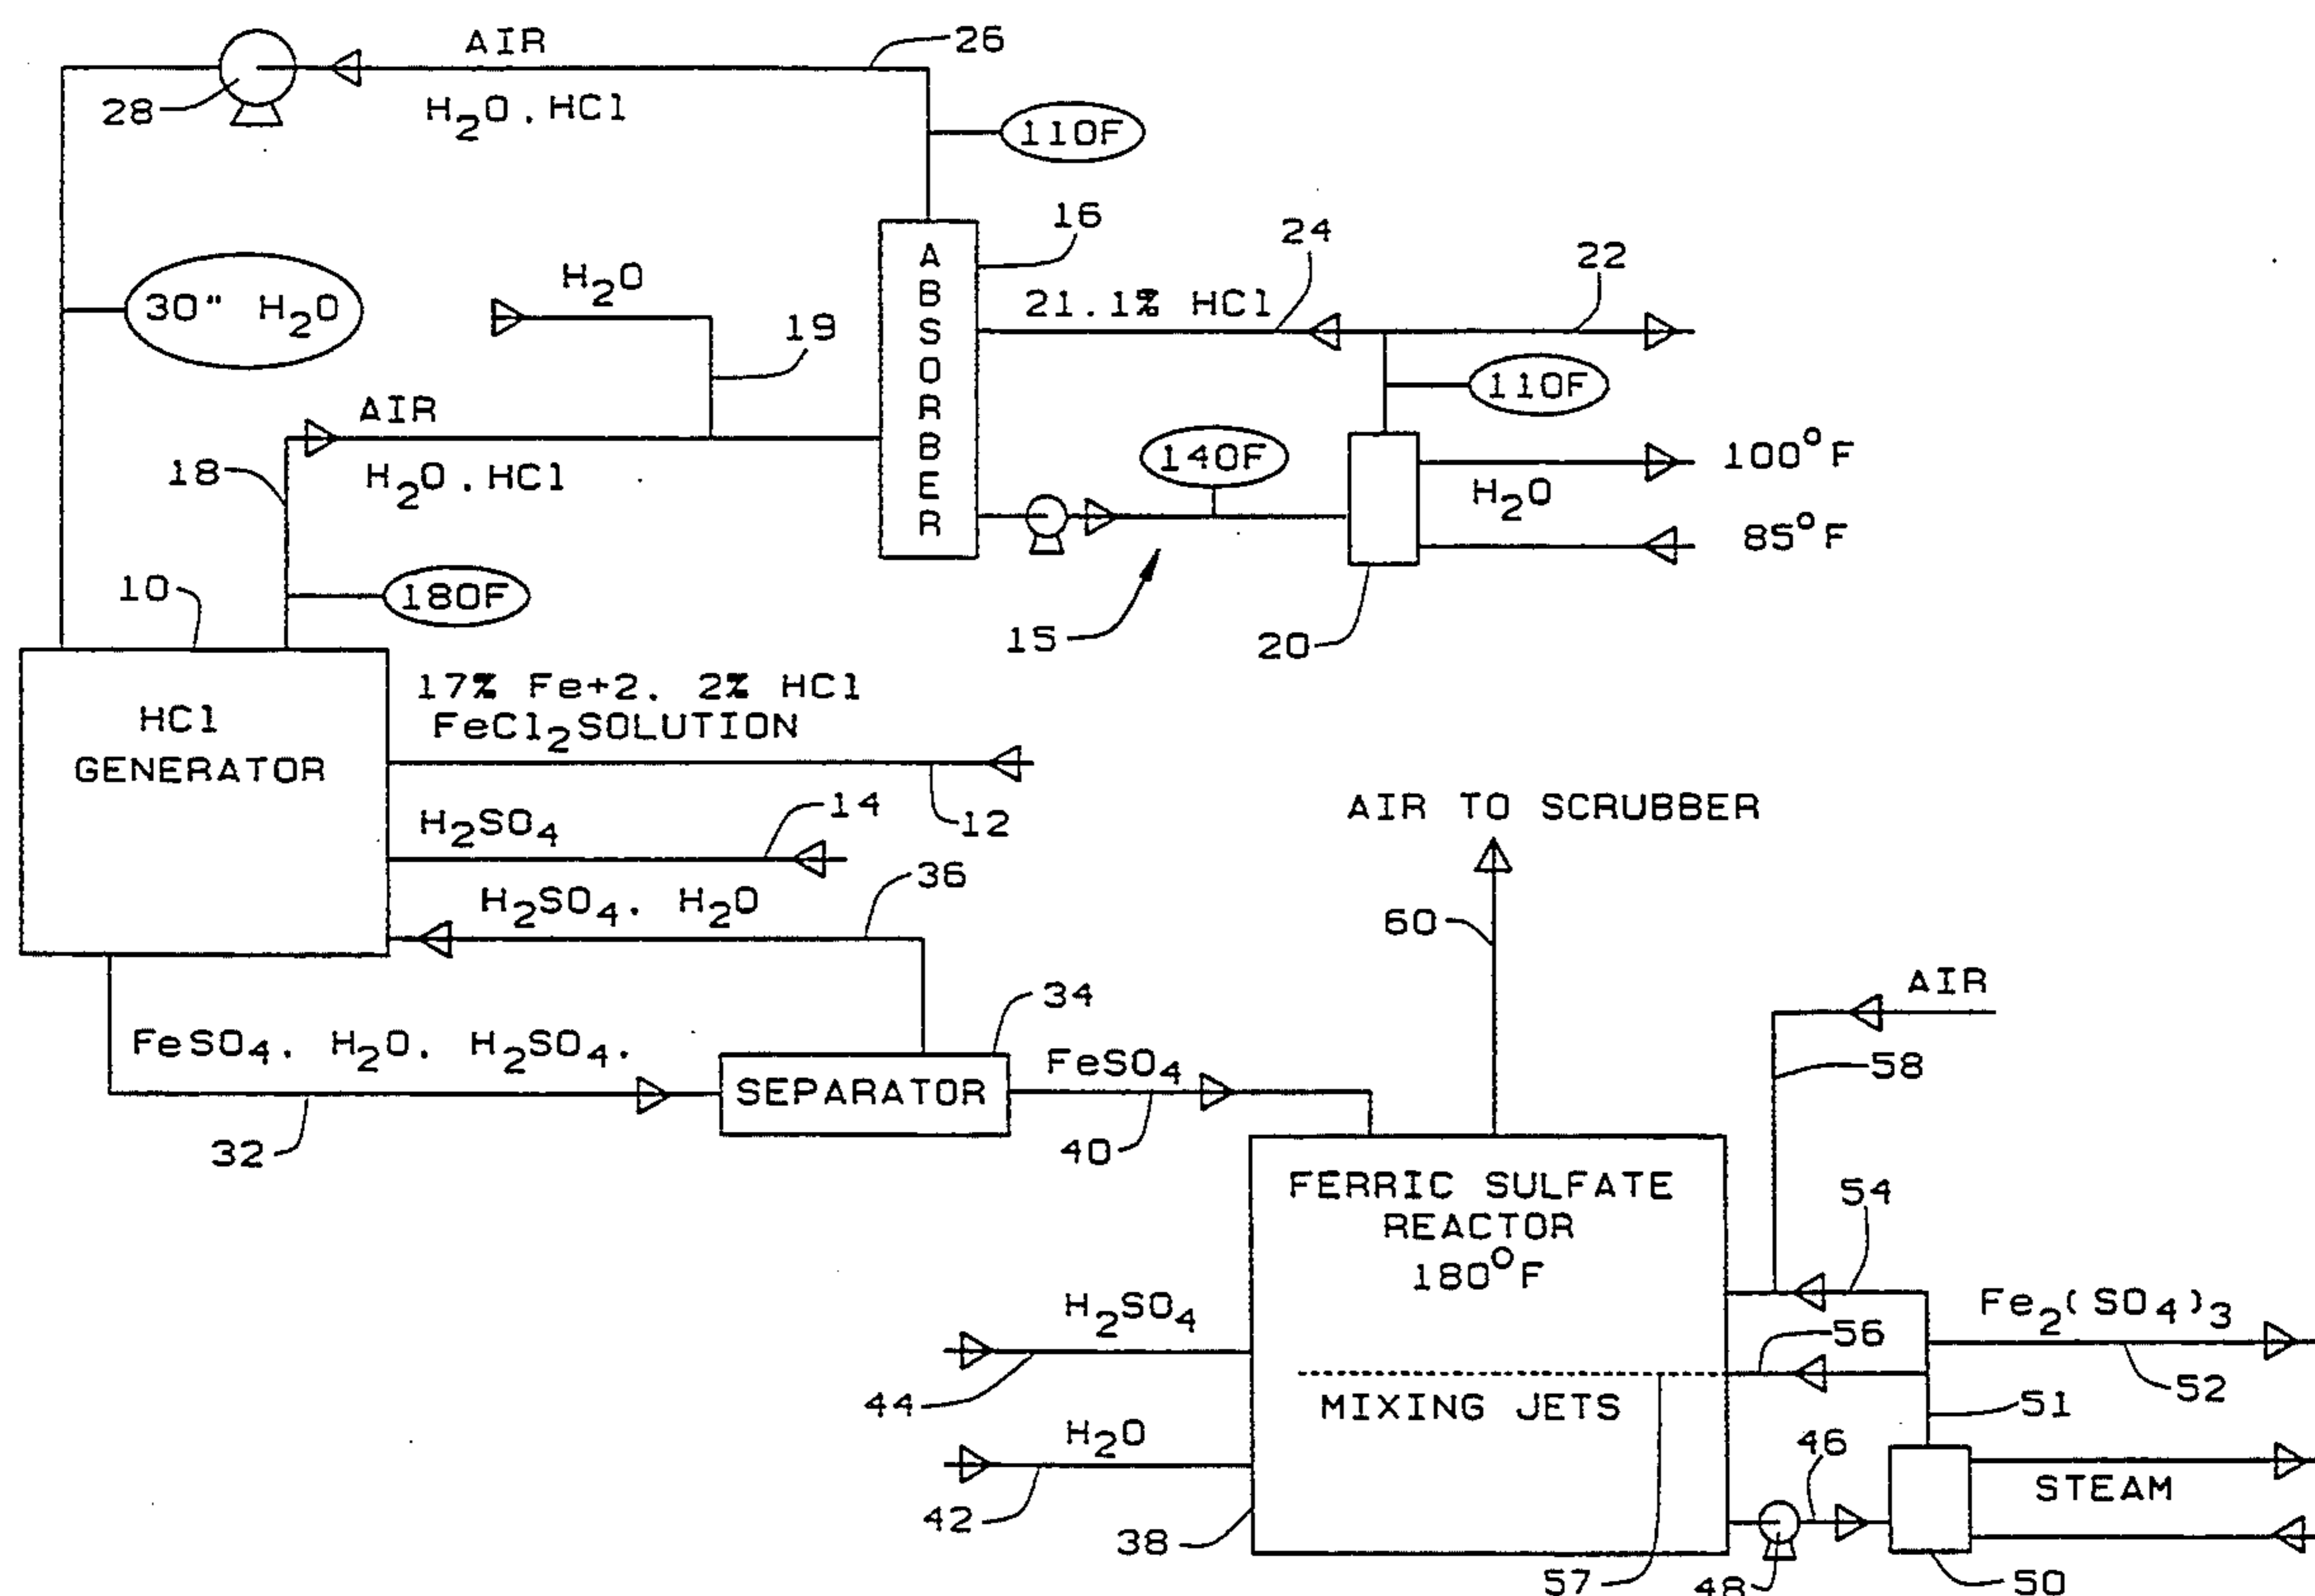 AIR
26
28
H2O, HCl
110F
16
24
22
30" H2O
H2O
19
21.1% HCl
ABSORBER
110F
AIR
18
H2O, HCl
140F
100°F
H2O
85°F
10
180F
15
20
17% Fe+2. 2% HCl
FeCl2 SOLUTION
HCl
GENERATOR
14
12
H2SO4
AIR TO SCRUBBER
36
H2SO4. H2O
60
34
AIR
FeSO4. H2O. H2SO4.
FeSO4
58
SEPARATOR
32
40
FERRIC SULFATE
REACTOR
180°F
54
H2SO4
Fe2(SO4)3
56
44
MIXING JETS
52
51
H2O
46
STEAM
42
38
57
48
50